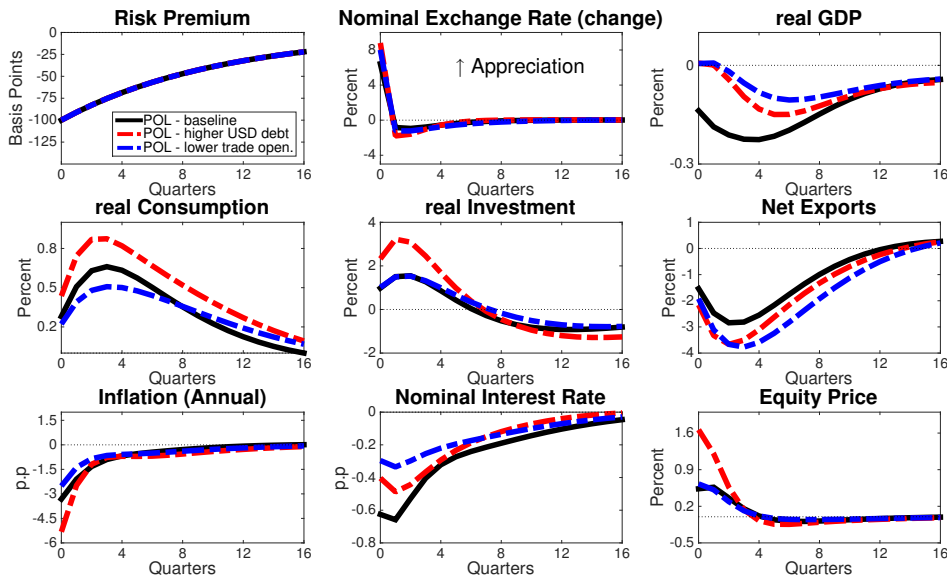 Risk Premium
0
-25
-50
-75
-100
-125
Basis Points
POL - baseline
POL - higher USD debt
POL - lower trade open.
0 4 8 12 16
Quarters
Nominal Exchange Rate (change)
8
4
0
-4
Percent
↑ Appreciation
0 4 8 12 16
Quarters
real GDP
0
-0.3
Percent
0 4 8 12 16
Quarters
real Consumption
0.8
0.5
0.2
Percent
0 4 8 12 16
real Investment
4
2
0
-2
Percent
0 4 8 12 16
Net Exports
1
0
-1
-2
-3
-4
Percent
0 4 8 12 16
Inflation (Annual)
1.5
0
-1.5
-3
-4.5
-6
p.p
0 4 8 12 16
Quarters
Nominal Interest Rate
0
-0.2
-0.4
-0.6
-0.8
p.p
0 4 8 12 16
Quarters
Equity Price
1.6
0.9
0.2
-0.5
Percent
0 4 8 12 16
Quarters